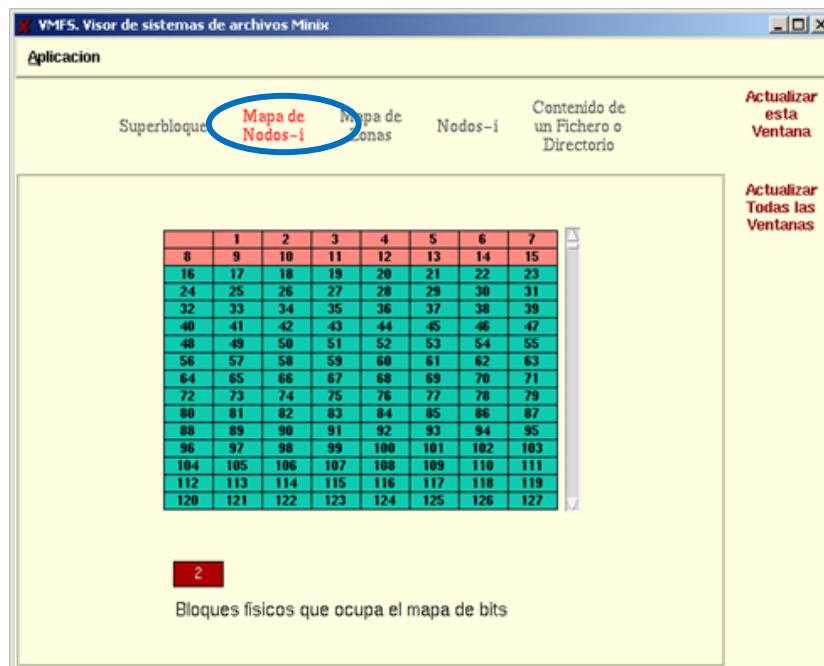 VMFS. Visor de sistemas de archivos Minix
Aplicacion
Superbloque
Mapa de
Nodos-i
Mapa de
Zonas
Nodos-i
Contenido de
un Fichero o
Directorio
Actualizar
esta
Ventana
Actualizar
Todas las
Ventanas
1 2 3 4 5 6 7
8 9 10 11 12 13 14 15
16 17 18 19 20 21 22 23
24 25 26 27 28 29 30 31
32 33 34 35 36 37 38 39
40 41 42 43 44 45 46 47
48 49 50 51 52 53 54 55
56 57 58 59 60 61 62 63
64 65 66 67 68 69 70 71
72 73 74 75 76 77 78 79
80 81 82 83 84 85 86 87
88 89 90 91 92 93 94 95
96 97 98 99 100 101 102 103
104 105 106 107 108 109 110 111
112 113 114 115 116 117 118 119
120 121 122 123 124 125 126 127
2
Bloques físicos que ocupa el mapa de bits